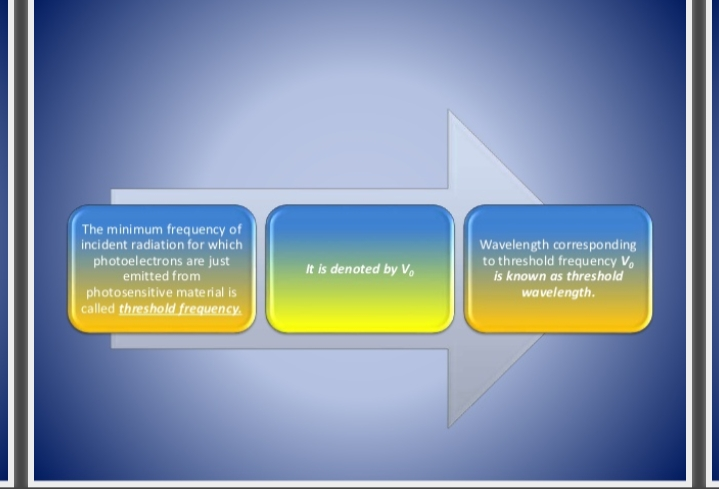 The minimum frequency of
incident radiation for which
photoelectrons are just
emitted from
photosensitive material is
called threshold frequency.
It is denoted by V₀
Wavelength corresponding
to threshold frequency V₀
is known as threshold
wavelength.